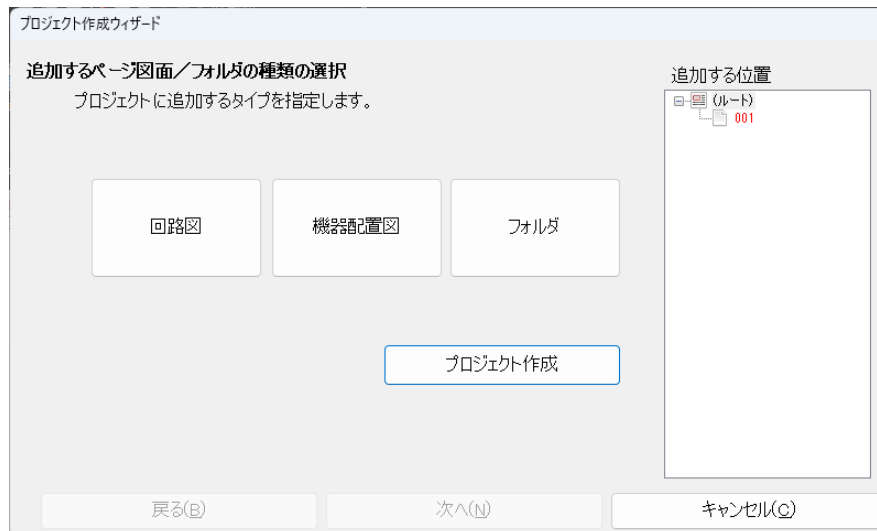 プロジェクト作成ウィザード
追加するページ図面／フォルダの種類の選択
プロジェクトに追加するタイプを指定します。
追加する位置
(ルート)
001
回路図
機器配置図
フォルダ
プロジェクト作成
戻る(B)
次へ(N)
キャンセル(C)